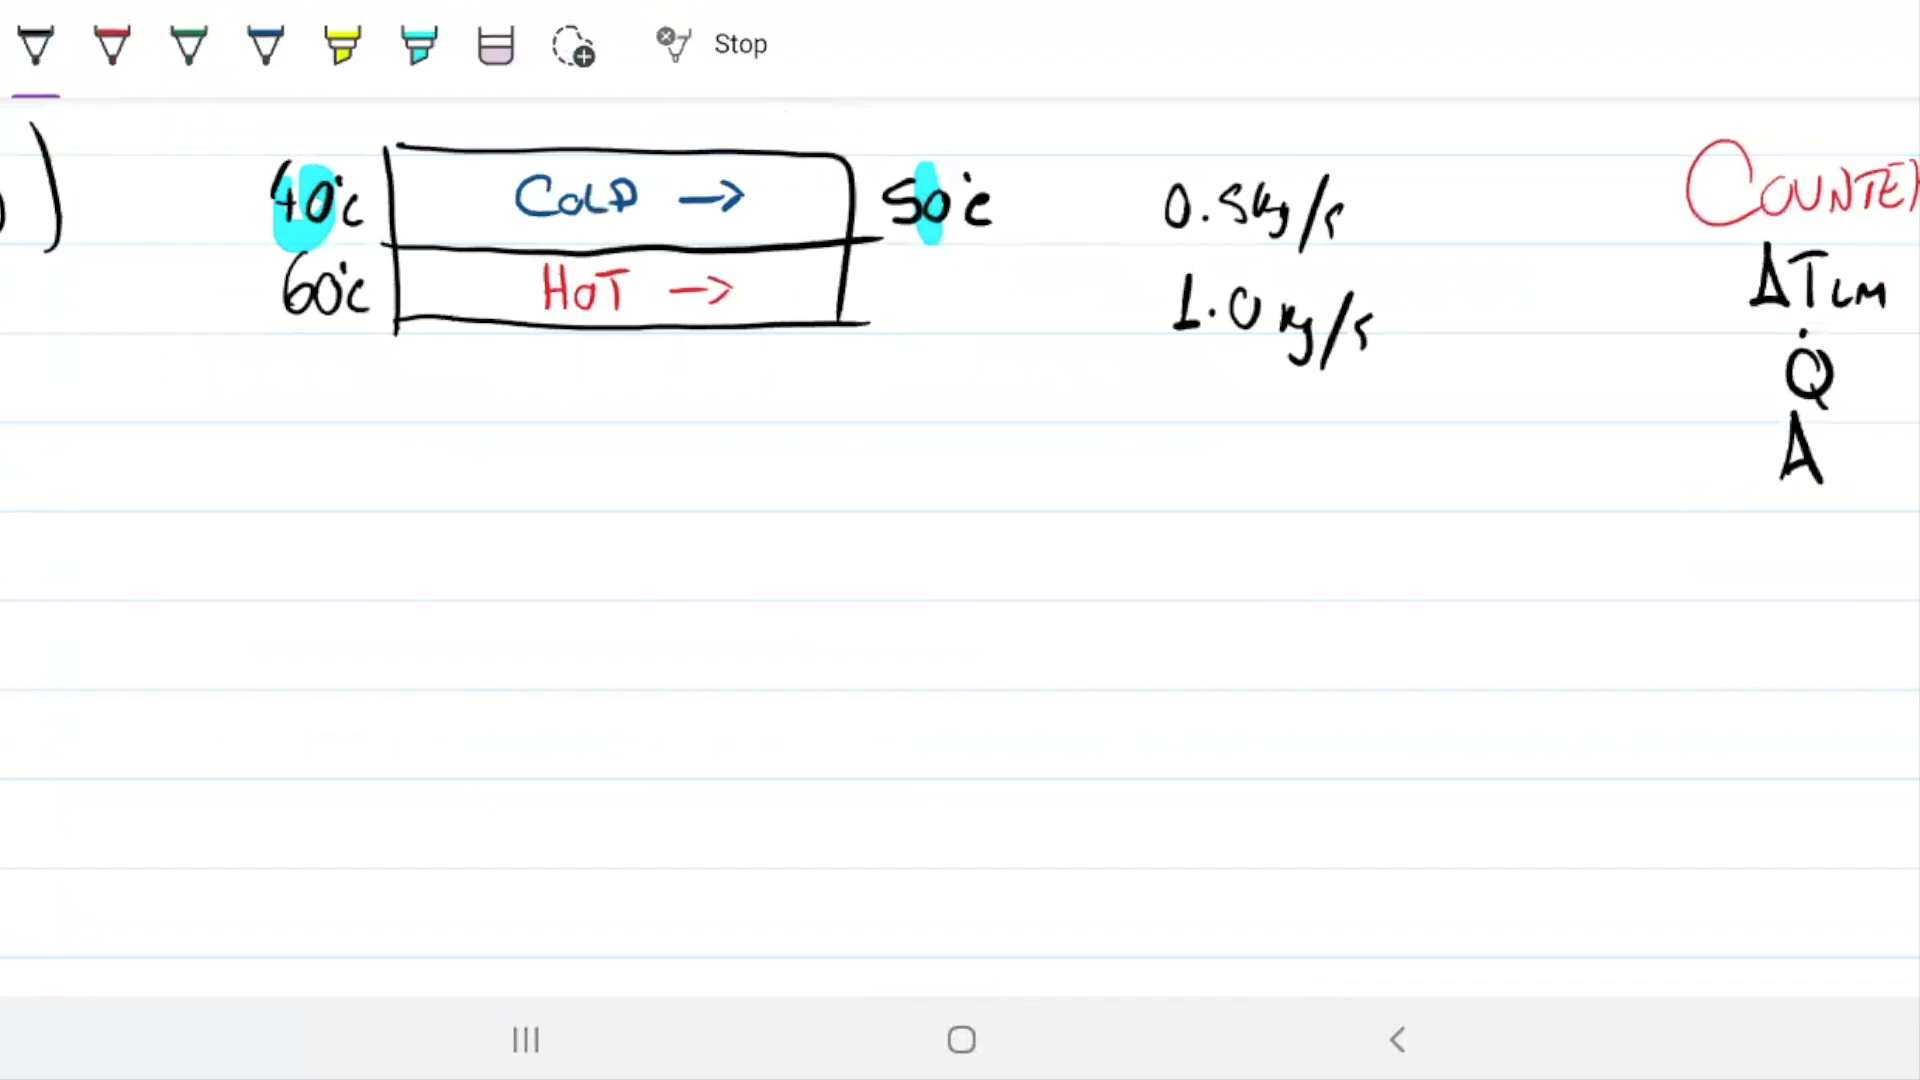 Stop
)
40°C COLD → 50°C 0.5kg/s
60°C HOT → 1.0 kg/s
COUNTER
ΔTLM
Q̇
A